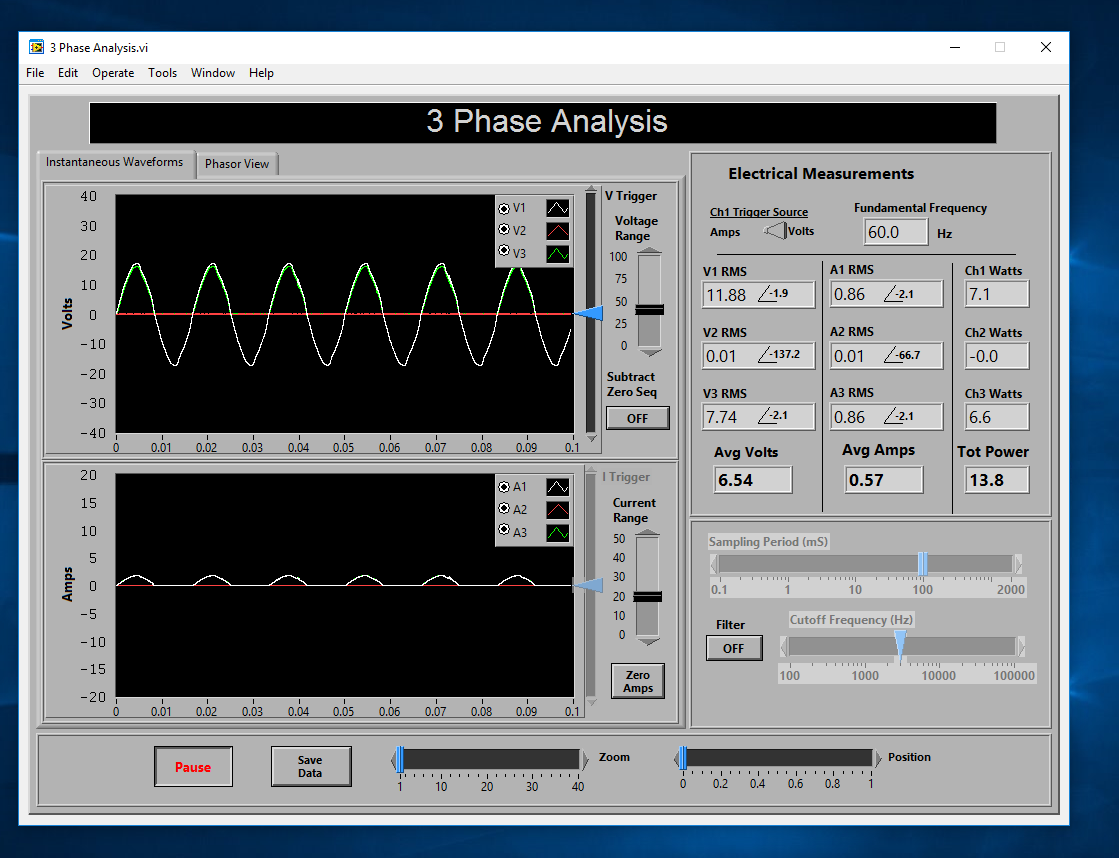 3 Phase Analysis.vi
File Edit Operate Tools Window Help
3 Phase Analysis
Instantaneous Waveforms
Phasor View
40
30
20
10
0
-10
-20
-30
-40
Volts
0 0.01 0.02 0.03 0.04 0.05 0.06 0.07 0.08 0.09 0.1
V1
V2
V3
V Trigger
Voltage
Range
100
75
50
25
0
Subtract
Zero Seq
OFF
20
15
10
5
0
-5
-10
-15
-20
Amps
0 0.01 0.02 0.03 0.04 0.05 0.06 0.07 0.08 0.09 0.1
A1
A2
A3
I Trigger
Current
Range
50
40
30
20
10
0
Zero
Amps
Electrical Measurements
Ch1 Trigger Source
Amps Volts
Fundamental Frequency
60.0 Hz
V1 RMS A1 RMS Ch1 Watts
11.88 -1.9 0.86 -2.1 7.1
V2 RMS A2 RMS Ch2 Watts
0.01 -137.2 0.01 -66.7 -0.0
V3 RMS A3 RMS Ch3 Watts
7.74 -2.1 0.86 -2.1 6.6
Avg Volts Avg Amps Tot Power
6.54 0.57 13.8
Sampling Period (mS)
0.1 1 10 100 2000
Filter
OFF
Cutoff Frequency (Hz)
100 1000 10000 100000
Pause
Save
Data
Zoom
1 10 20 30 40
Position
0 0.2 0.4 0.6 0.8 1